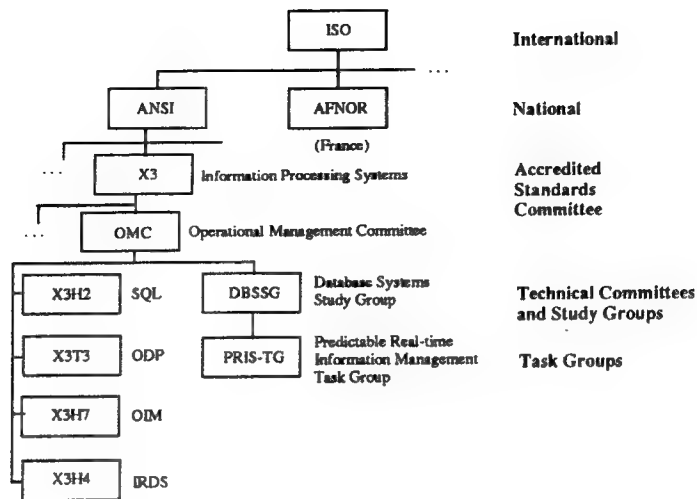 ISO
International
...
ANSI
AFNOR
National
(France)
...
X3
Information Processing Systems
Accredited
Standards
Committee
...
OMC
Operational Management Committee
X3H2
SQL
DBSSG
Database Systems
Study Group
Technical Committees
and Study Groups
X3T3
ODP
PRIS-TG
Predictable Real-time
Information Management
Task Group
Task Groups
X3H7
OIM
X3H4
IRDS